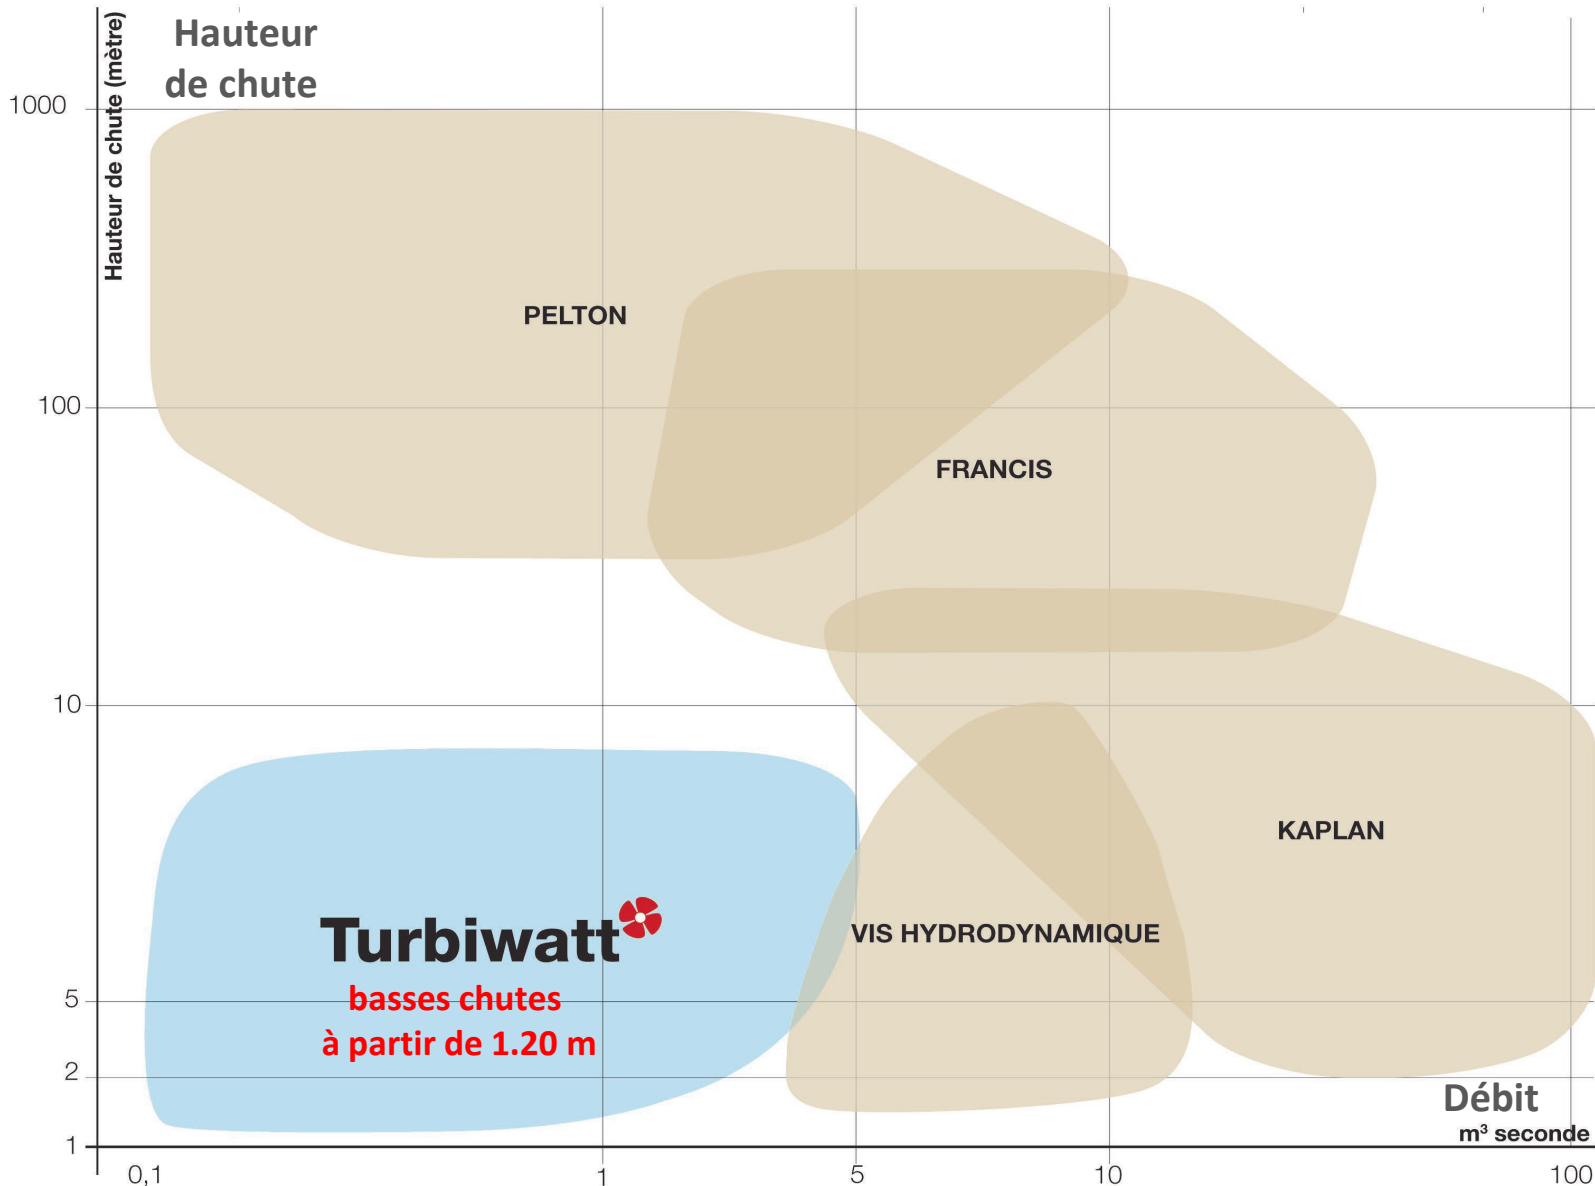 Hauteur
de chute
Hauteur de chute (mètre)
1000
100
10
5
2
1
PELTON
FRANCIS
KAPLAN
VIS HYDRODYNAMIQUE
Turbiwatt
basses chutes
à partir de 1.20 m
Débit
m³ seconde
0,1
1
5
10
100